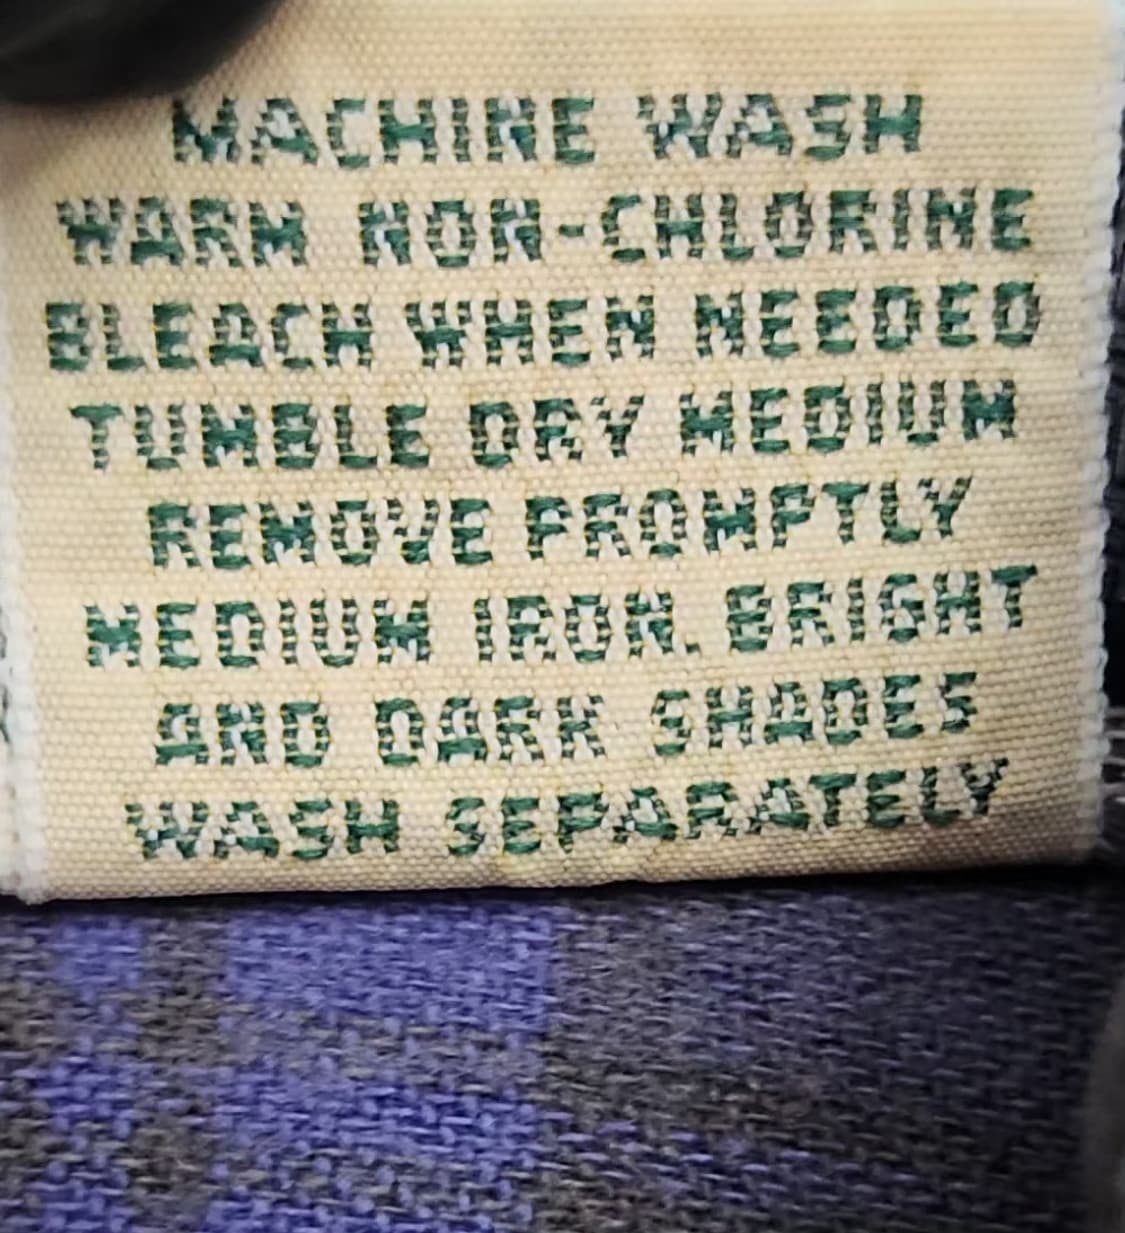 MACHINE WASH
WARM NON-CHLORINE
BLEACH WHEN NEEDED
TUMBLE DRY MEDIUM
REMOVE PROMPTLY
MEDIUM IRON. BRIGHT
AND DARK SHADES
WASH SEPARATELY